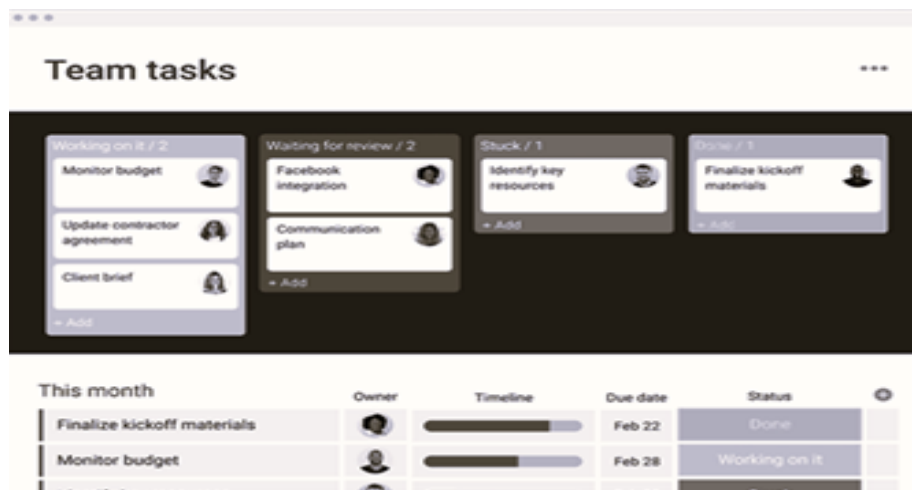 Team tasks
Working on it / 2
Waiting for review / 2
Stuck / 1
Done / 1
Monitor budget
Update contractor
agreement
Client brief
+ Add
Facebook
integration
Communication
plan
+ Add
Identify key
resources
+ Add
Finalize kickoff
materials
+ Add
This month
Owner
Timeline
Due date
Status
Finalize kickoff materials
Feb 22
Done
Monitor budget
Feb 28
Working on it